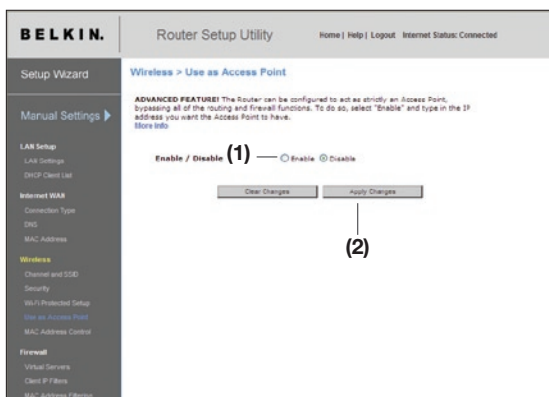 BELKIN.
Router Setup Utility
Home | Help | Logout Internet Status: Connected
Setup Wizard
Manual Settings
LAN Setup
LAN Settings
DHCP Client List
Internet WAN
Connection Type
DNS
MAC Address
Wireless
Channel and SSID
Security
Wi-Fi Protected Setup
Use as Access Point
MAC Address Control
Firewall
Virtual Servers
Client IP Filters
MAC Address Filtering
Wireless > Use as Access Point
ADVANCED FEATURE! The Router can be configured to act as strictly an Access Point,
bypassing all of the routing and firewall functions. To do so, select "Enable" and type in the IP
address you want the Access Point to have.
More Info
Enable / Disable (1) Enable Disable
Clear Changes Apply Changes
(2)